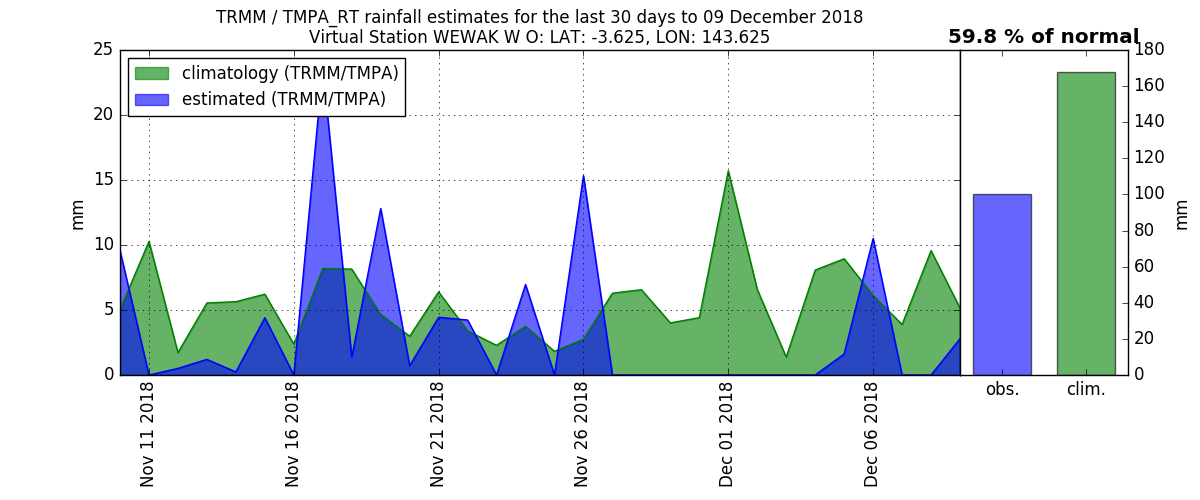 TRMM / TMPA_RT rainfall estimates for the last 30 days to 09 December 2018
Virtual Station WEWAK W O: LAT: -3.625, LON: 143.625
59.8 % of normal
climatology (TRMM/TMPA)
estimated (TRMM/TMPA)
25
20
15
10
5
0
mm
Nov 11 2018
Nov 16 2018
Nov 21 2018
Nov 26 2018
Dec 01 2018
Dec 06 2018
180
160
140
120
100
80
60
40
20
0
mm
obs.
clim.